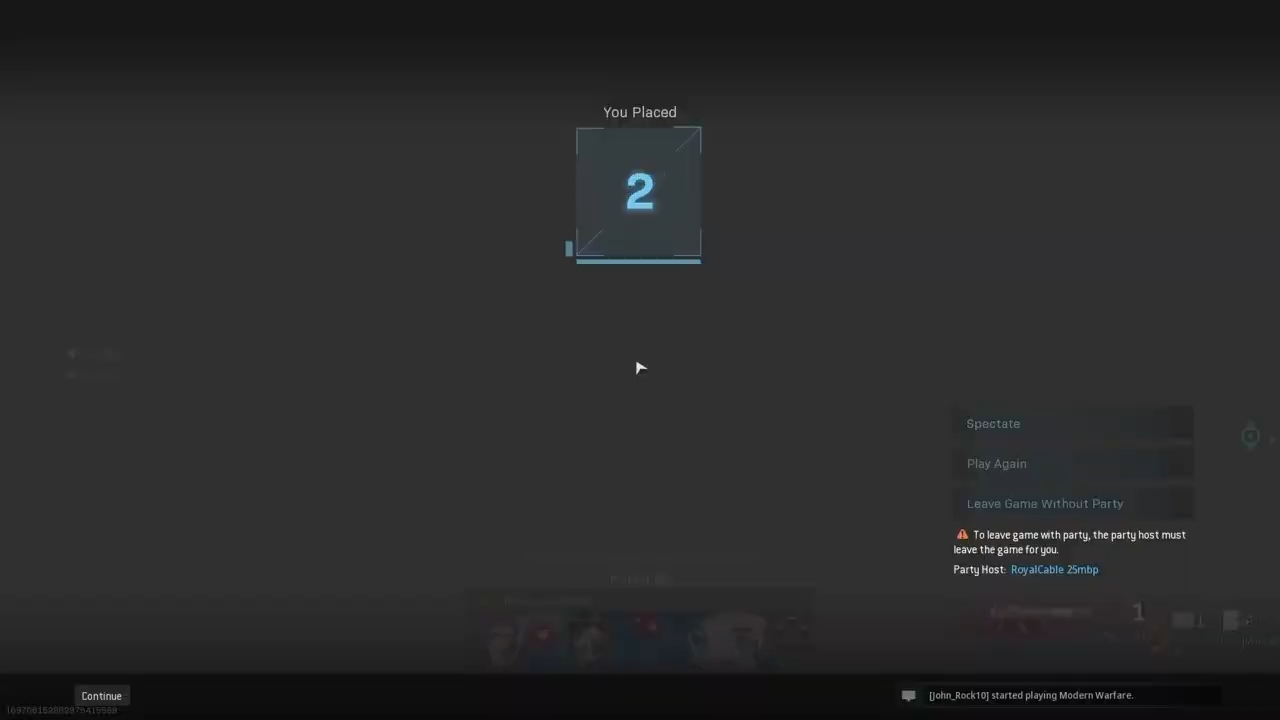 You Placed
2
Spectate
Play Again
Leave Game Without Party
To leave game with party, the party host must
leave the game for you.
Party Host: RoyalCable 25mbp
1
Continue
[John_Rock10] started playing Modern Warfare.